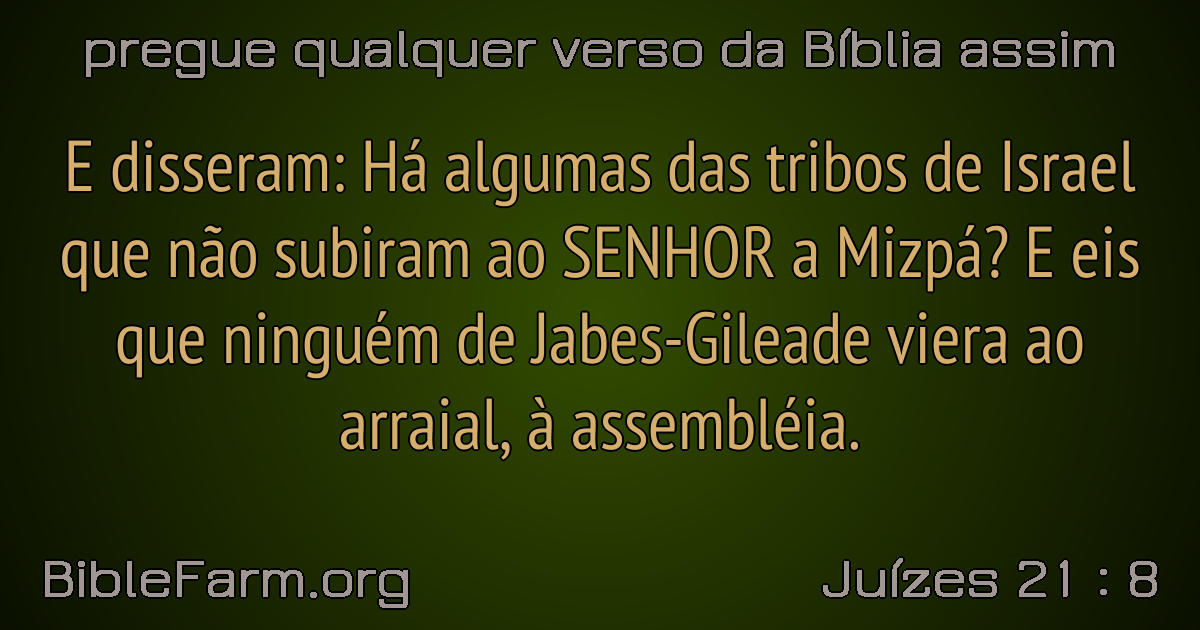 pregue qualquer verso da Bíblia assim
E disseram: Há algumas das tribos de Israel
que não subiram ao SENHOR a Mizpá? E eis
que ninguém de Jabes-Gileade viera ao
arraial, à assembléia.
BibleFarm.org
Juízes 21 : 8